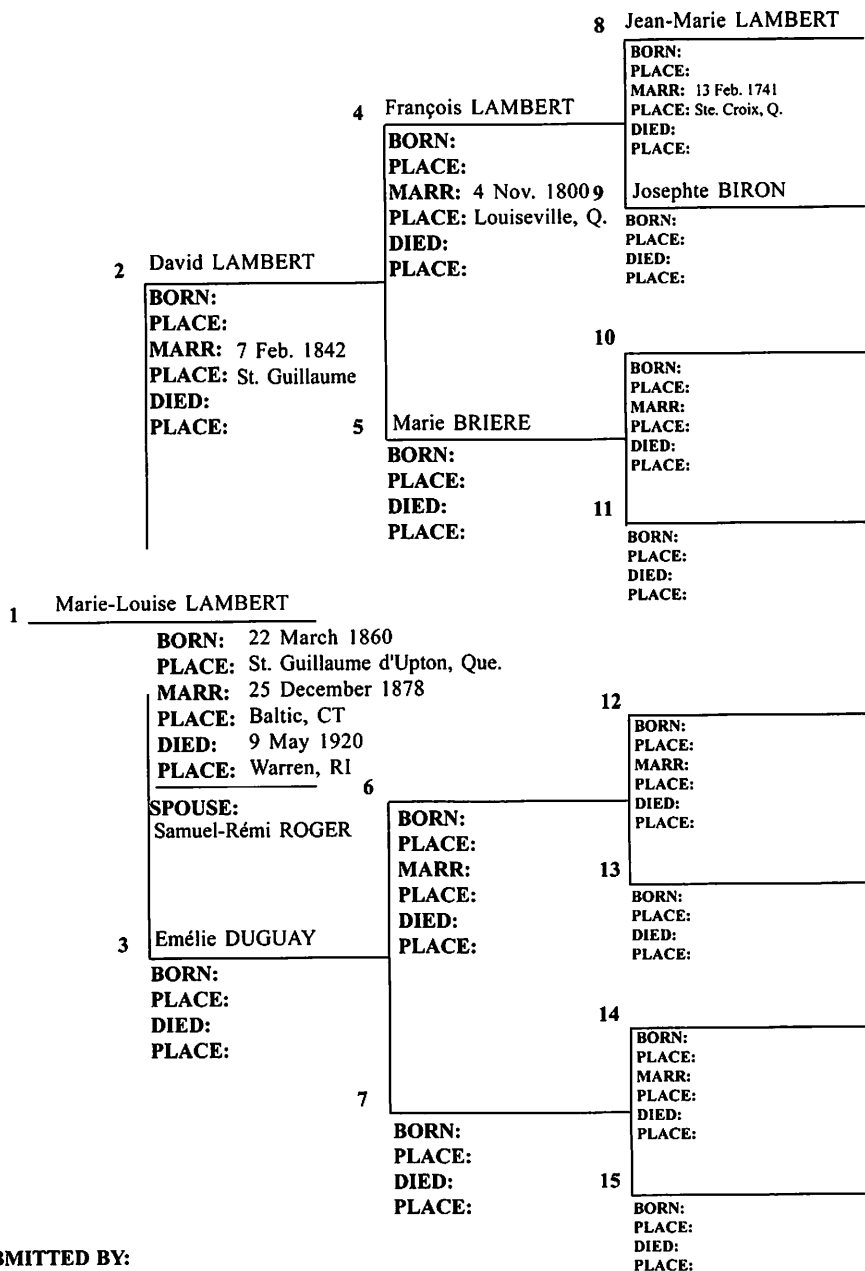 8 Jean-Marie LAMBERT
BORN:
PLACE:
MARR: 13 Feb. 1741
PLACE: Ste. Croix, Q.
DIED:
PLACE:
4 François LAMBERT
BORN:
PLACE:
MARR: 4 Nov. 1800
PLACE: Louiseville, Q.
DIED:
PLACE:
9 Josephte BIRON
BORN:
PLACE:
DIED:
PLACE:
2 David LAMBERT
BORN:
PLACE:
MARR: 7 Feb. 1842
PLACE: St. Guillaume
DIED:
PLACE:
10
BORN:
PLACE:
MARR:
PLACE:
DIED:
PLACE:
5 Marie BRIERE
BORN:
PLACE:
DIED:
PLACE:
11
BORN:
PLACE:
DIED:
PLACE:
1 Marie-Louise LAMBERT
BORN: 22 March 1860
PLACE: St. Guillaume d'Upton, Que.
MARR: 25 December 1878
PLACE: Baltic, CT
DIED: 9 May 1920
PLACE: Warren, RI
SPOUSE:
Samuel-Rémi ROGER
12
BORN:
PLACE:
MARR:
PLACE:
DIED:
PLACE:
6
BORN:
PLACE:
MARR:
PLACE:
DIED:
PLACE:
13
BORN:
PLACE:
DIED:
PLACE:
3 Emélie DUGUAY
BORN:
PLACE:
DIED:
PLACE:
14
BORN:
PLACE:
MARR:
PLACE:
DIED:
PLACE:
7
BORN:
PLACE:
DIED:
PLACE:
15
BORN:
PLACE:
DIED:
PLACE:
BMITTED BY: